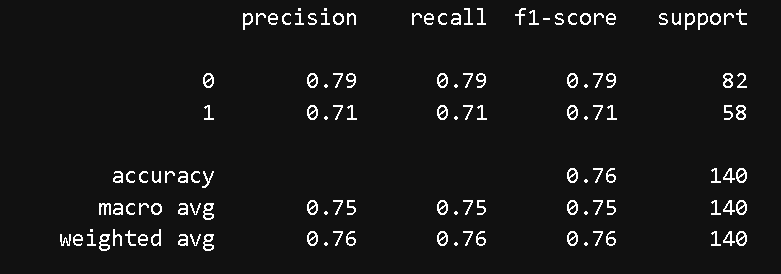 precision recall f1-score support
0 0.79 0.79 0.79 82
1 0.71 0.71 0.71 58
accuracy 0.76 140
macro avg 0.75 0.75 0.75 140
weighted avg 0.76 0.76 0.76 140